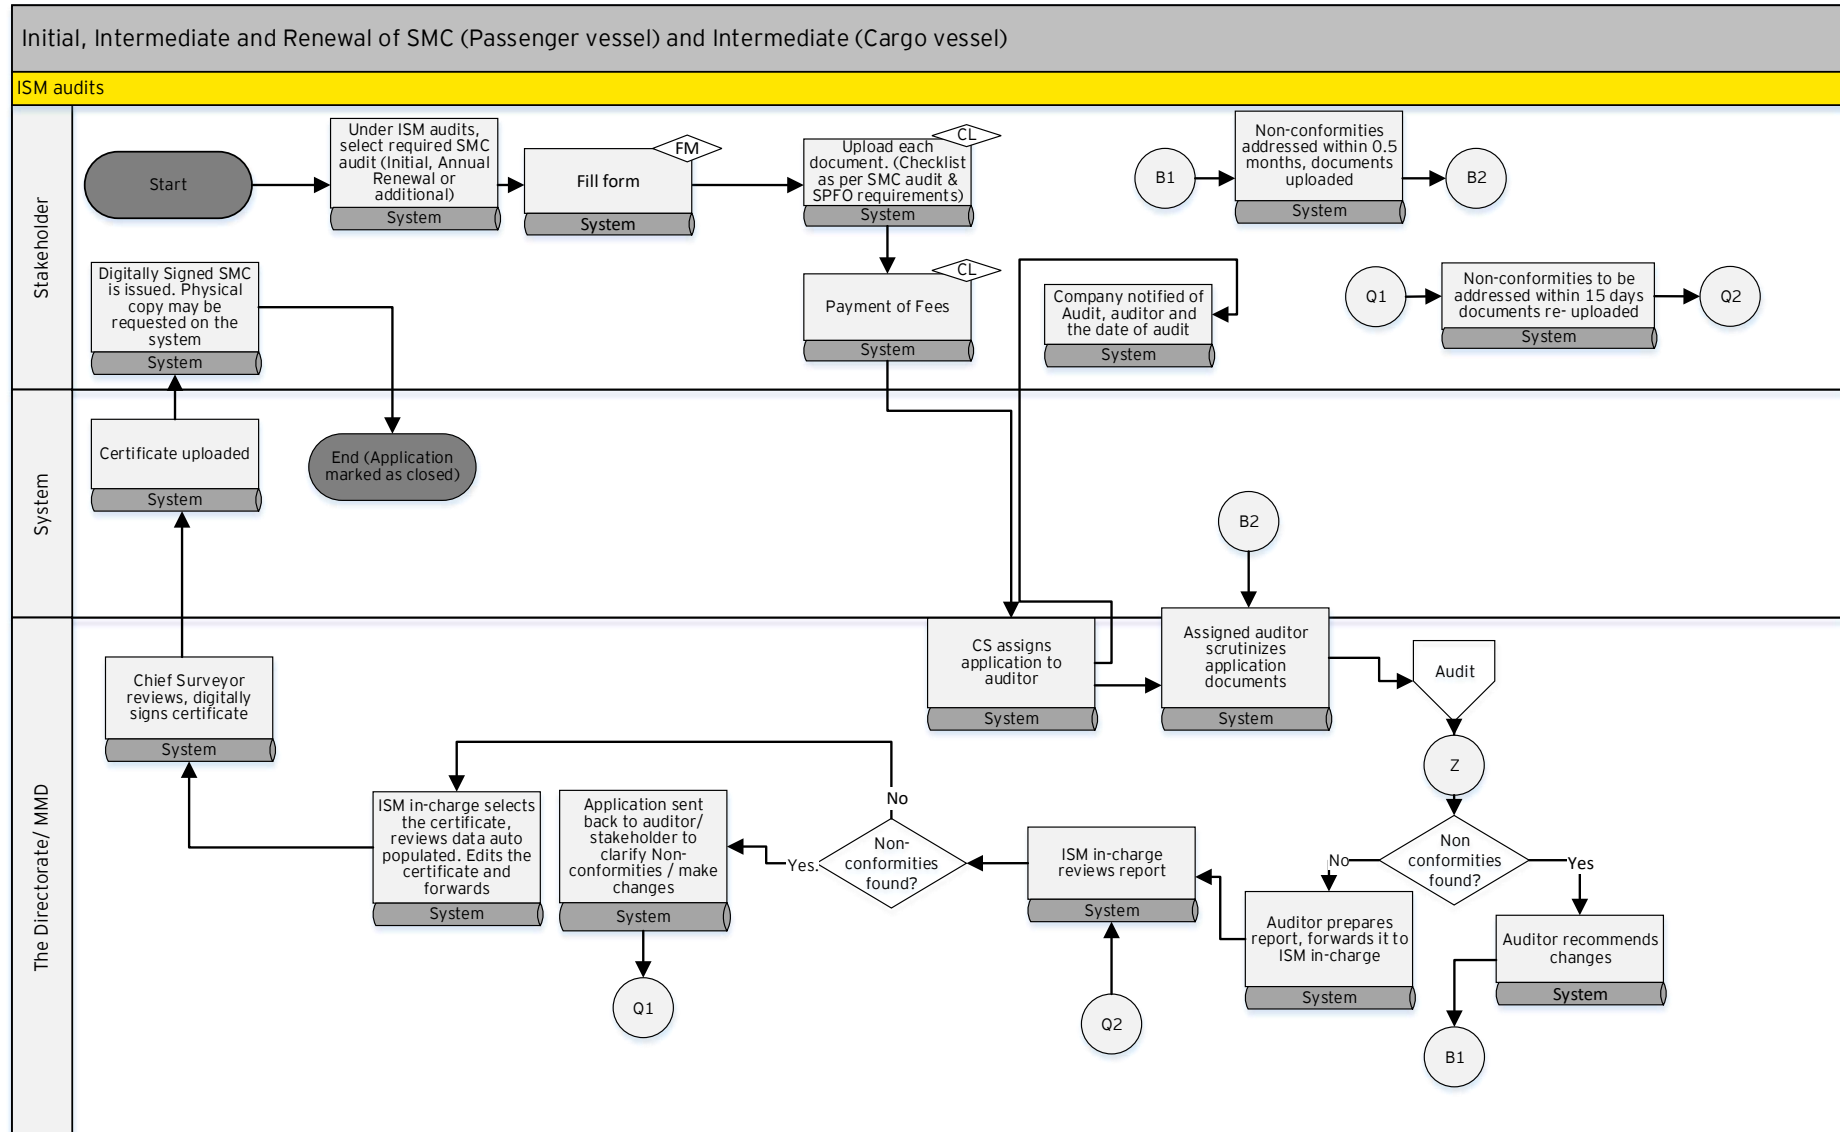 Initial, Intermediate and Renewal of SMC (Passenger vessel) and Intermediate (Cargo vessel)
ISM audits
Stakeholder
Start
Under ISM audits,
select required SMC
audit (Initial, Annual
Renewal or
additional)
System
FM
Fill form
System
CL
Upload each
document. (Checklist
as per SMC audit &
SPFO requirements)
System
B1
Non-conformities
addressed within 0.5
months, documents
uploaded
System
B2
Digitally Signed SMC
is issued. Physical
copy may be
requested on the
system
System
CL
Payment of Fees
System
Company notified of
Audit, auditor and
the date of audit
System
Q1
Non-conformities to be
addressed within 15 days
documents re- uploaded
System
Q2
System
Certificate uploaded
System
End (Application
marked as closed)
B2
The Directorate/ MMD
Chief Surveyor
reviews, digitally
signs certificate
System
CS assigns
application to
auditor
System
Assigned auditor
scrutinizes
application
documents
System
Audit
Z
ISM in-charge selects
the certificate,
reviews data auto
populated. Edits the
certificate and
forwards
System
Application sent
back to auditor/
stakeholder to
clarify Non-
conformities / make
changes
System
Q1
No
Yes.
Non-
conformities
found?
ISM in-charge
reviews report
System
Q2
No
Non
conformities
found?
Yes
Auditor prepares
report, forwards it to
ISM in-charge
System
Auditor recommends
changes
System
B1